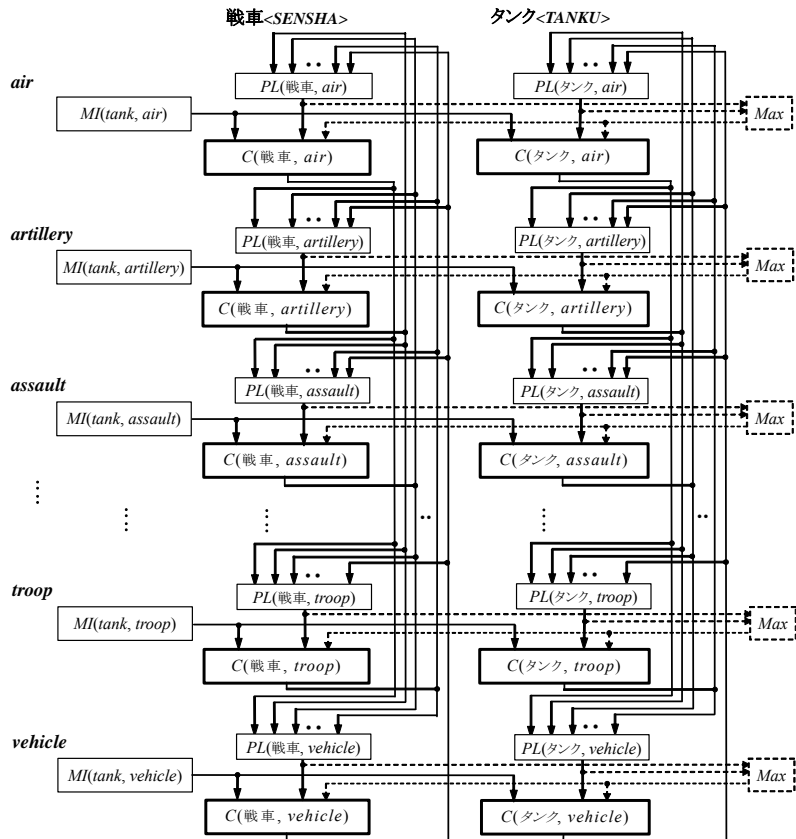 戦車<SENSHA> タンク<TANKU>
air
PL(戦車, air) PL(タンク, air)
MI(tank, air) Max
C(戦車, air) C(タンク, air)
artillery
PL(戦車, artillery) PL(タンク, artillery)
MI(tank, artillery) Max
C(戦車, artillery) C(タンク, artillery)
assault
PL(戦車, assault) PL(タンク, assault)
MI(tank, assault) Max
C(戦車, assault) C(タンク, assault)
troop
PL(戦車, troop) PL(タンク, troop)
MI(tank, troop) Max
C(戦車, troop) C(タンク, troop)
vehicle
PL(戦車, vehicle) PL(タンク, vehicle)
MI(tank, vehicle) Max
C(戦車, vehicle) C(タンク, vehicle)